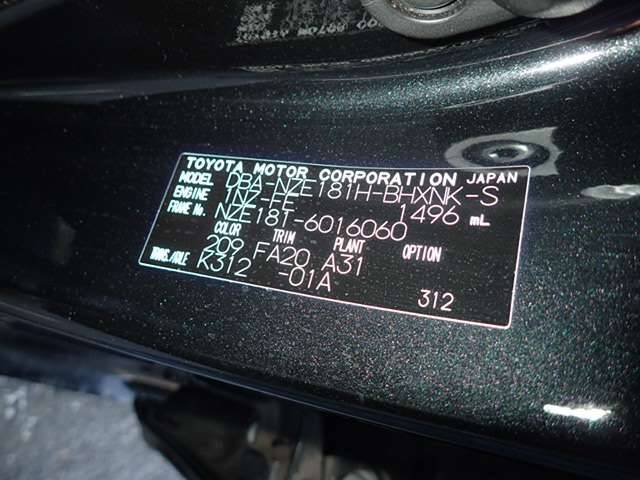 TOYOTA MOTOR CORPORATION JAPAN
MODEL DBA-NZE181H-BHXNK-S
ENGINE 1NZ-FE 1496 mL
FRAME No. NZE181-6016060
COLOR TRIM PLANT OPTION
209 FA20 A31
TRANS./AXLE K312 -01A
312